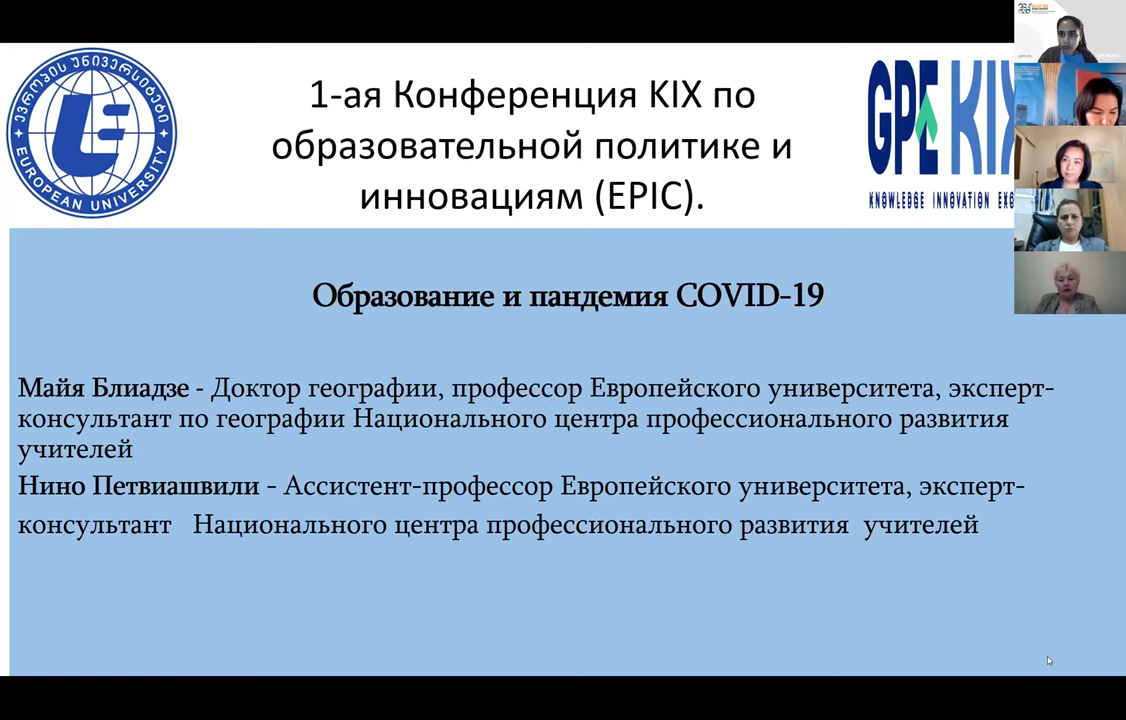 ევროპის უნივერსიტეტი
EUROPEAN UNIVERSITY
1-ая Конференция KIX по
образовательной политике и
инновациям (EPIC).
GPE KIX
KNOWLEDGE INNOVATION
Образование и пандемия COVID-19
Майя Блиадзе - Доктор географии, профессор Европейского университета, эксперт-
консультант по географии Национального центра профессионального развития
учителей
Нино Петвиашвили - Ассистент-профессор Европейского университета, эксперт-
консультант Национального центра профессионального развития учителей